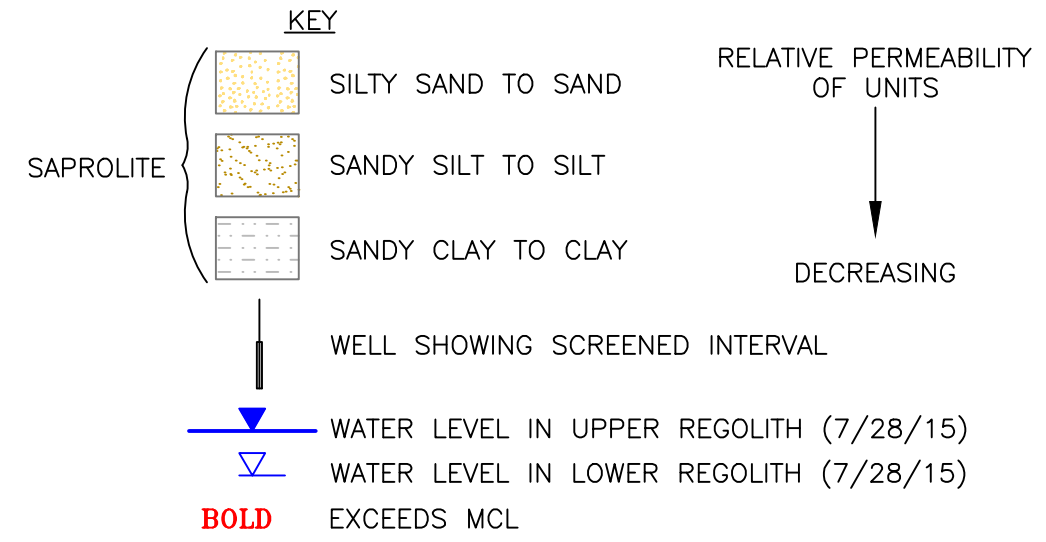 KEY
SAPROLITE
SILTY SAND TO SAND
SANDY SILT TO SILT
SANDY CLAY TO CLAY
RELATIVE PERMEABILITY
OF UNITS
DECREASING
WELL SHOWING SCREENED INTERVAL
WATER LEVEL IN UPPER REGOLITH (7/28/15)
WATER LEVEL IN LOWER REGOLITH (7/28/15)
BOLD EXCEEDS MCL